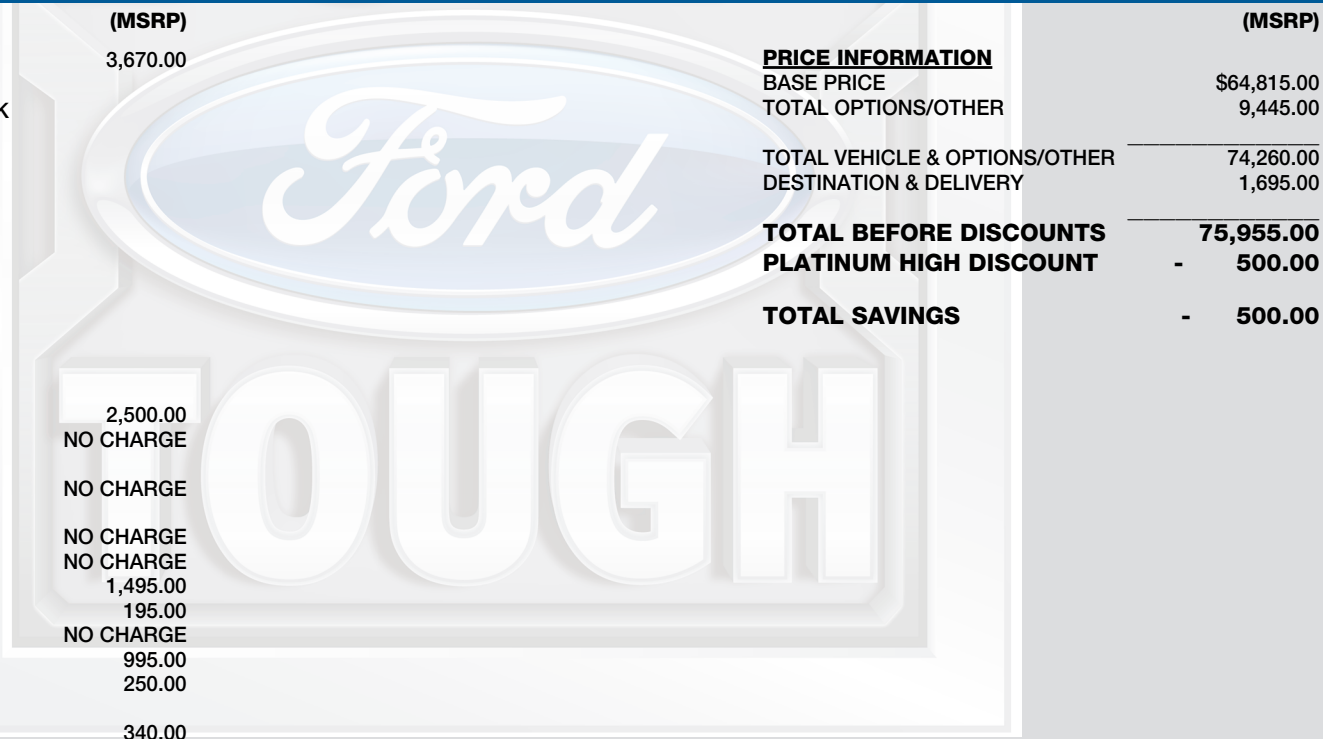 (MSRP)
3,670.00
K
2,500.00
NO CHARGE
NO CHARGE
NO CHARGE
NO CHARGE
1,495.00
195.00
NO CHARGE
995.00
250.00
340.00
Ford
TOUGH
(MSRP)
PRICE INFORMATION
BASE PRICE $64,815.00
TOTAL OPTIONS/OTHER 9,445.00
TOTAL VEHICLE & OPTIONS/OTHER 74,260.00
DESTINATION & DELIVERY 1,695.00
TOTAL BEFORE DISCOUNTS 75,955.00
PLATINUM HIGH DISCOUNT - 500.00
TOTAL SAVINGS - 500.00